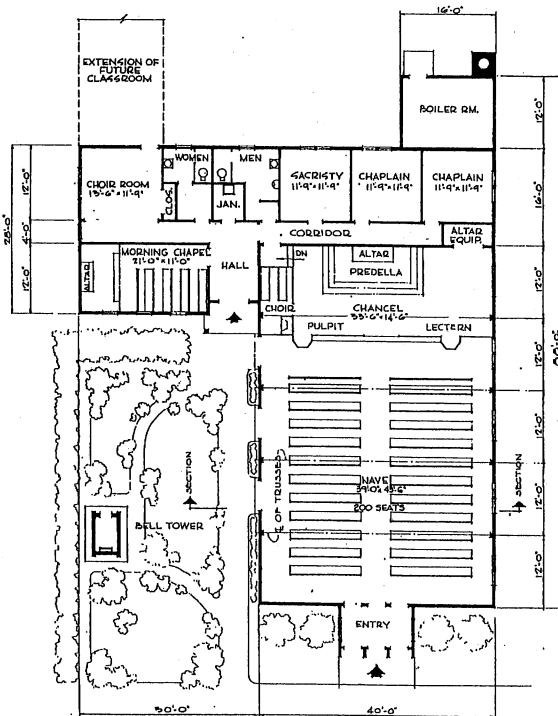 16'-0"
EXTENSION OF
FUTURE
CLASSROOM
BOILER RM.
12'-0"
WOMEN
MEN
CHOIR ROOM
13'-6" x 11'-9"
CLOS.
JAN.
SACRISTY
11'-9" x 11'-9"
CHAPLAIN
11'-9" x 11'-9"
CHAPLAIN
11'-9" x 11'-9"
16'-0"
28'-0"
12'-0"
4'-0"
12'-0"
CORRIDOR
ALTAR
EQUIP.
MORNING CHAPEL
21'-0" x 11'-0"
ALTAR
HALL
DN
ALTAR
PREDELLA
CHOIR
CHANCEL
14'-6"
PULPIT
LECTERN
12'-0"
12'-0"
SECTION
OF TRUSSES
NAVE
200 SEATS
SECTION
12'-0"
BELL TOWER
12'-0"
ENTRY
30'-0"
40'-0"